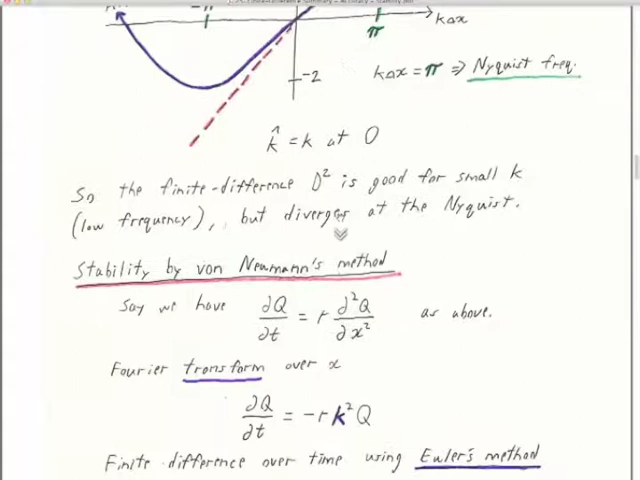 -π
kΔx
π
-2
kΔx = π ⇒ Nyquist freq.
k̂ = k at 0
So the finite-difference D² is good for small k
(low frequency), but diverges at the Nyquist.
Stability by von Neumann's method
Say we have ∂Q/∂t = r ∂²Q/∂x² as above.
Fourier transform over x
∂Q/∂t = -r k² Q
Finite difference over time using Euler's method